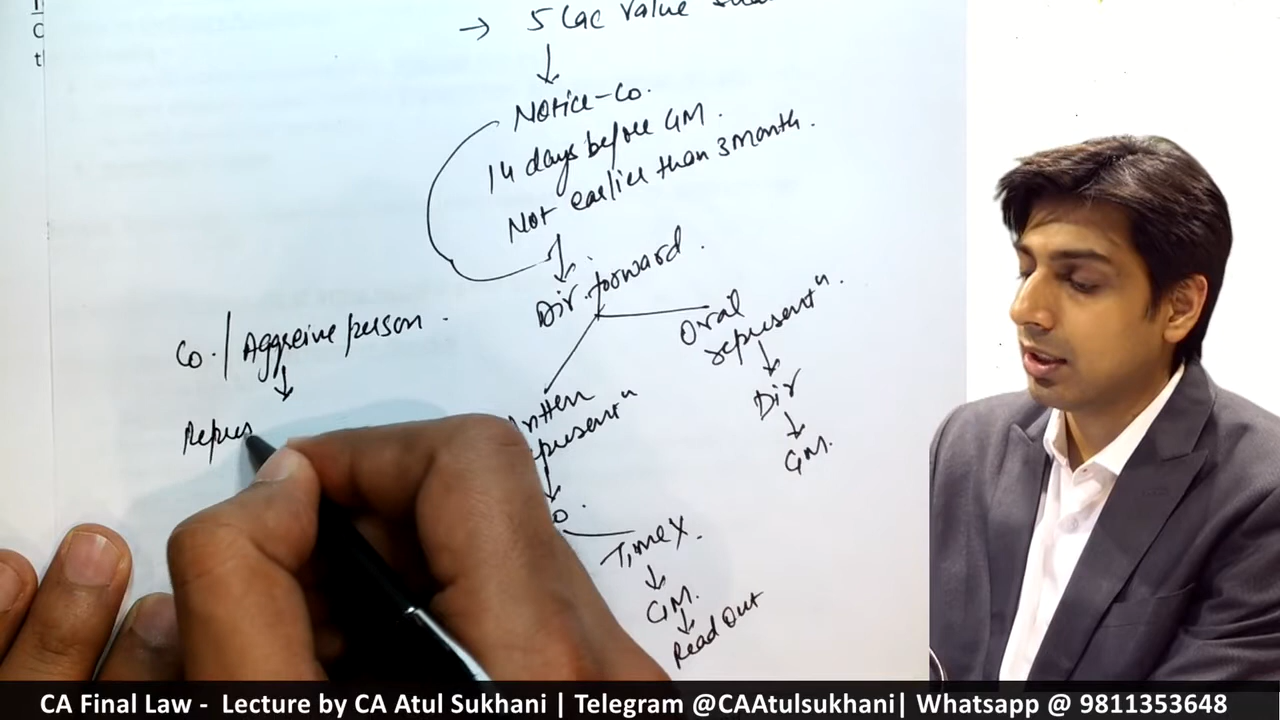 → 5 Lac value
↓
Notice-Co.
14 days before GM.
Not earlier than 3 month.
↓
Dir. forward.
Oral
represent^n.
↓
Dir
↓
GM.
represent^n
↓
Time X.
↓
GM.
↓
Read Out
Co. / Aggreive person.
↓
Repres
CA Final Law - Lecture by CA Atul Sukhani | Telegram @CAAtulsukhani| Whatsapp @ 9811353648